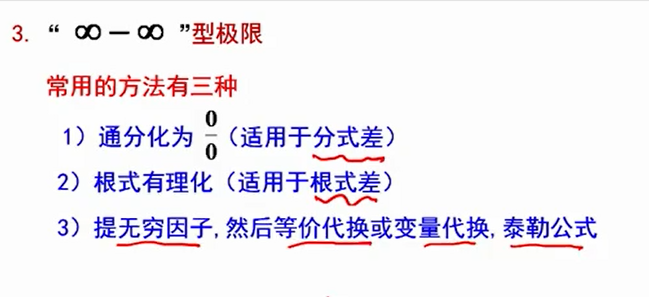 3. “ ∞ − ∞ ”型极限
常用的方法有三种
1）通分化为 0/0（适用于分式差）
2）根式有理化（适用于根式差）
3）提无穷因子,然后等价代换或变量代换,泰勒公式